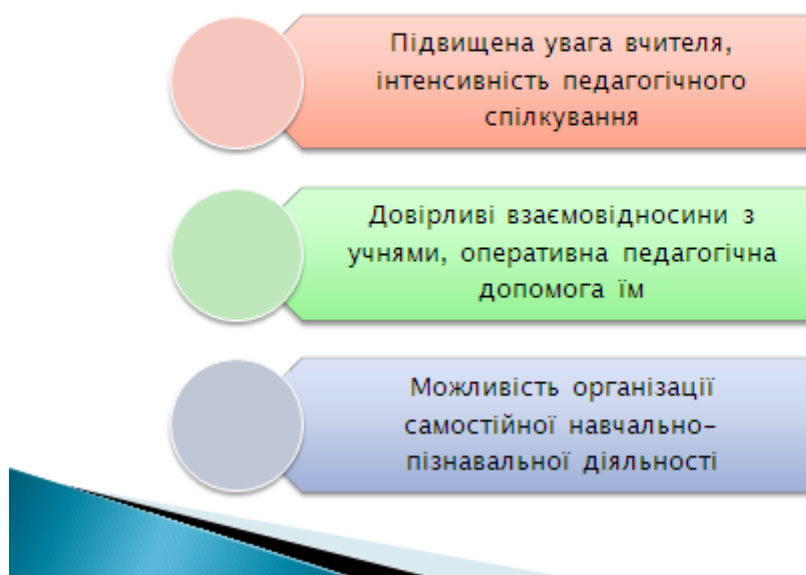 Підвищена увага вчителя,
інтенсивність педагогічного
спілкування
Довірливі взаємовідносини з
учнями, оперативна педагогічна
допомога їм
Можливість організації
самостійної навчально-
пізнавальної діяльності